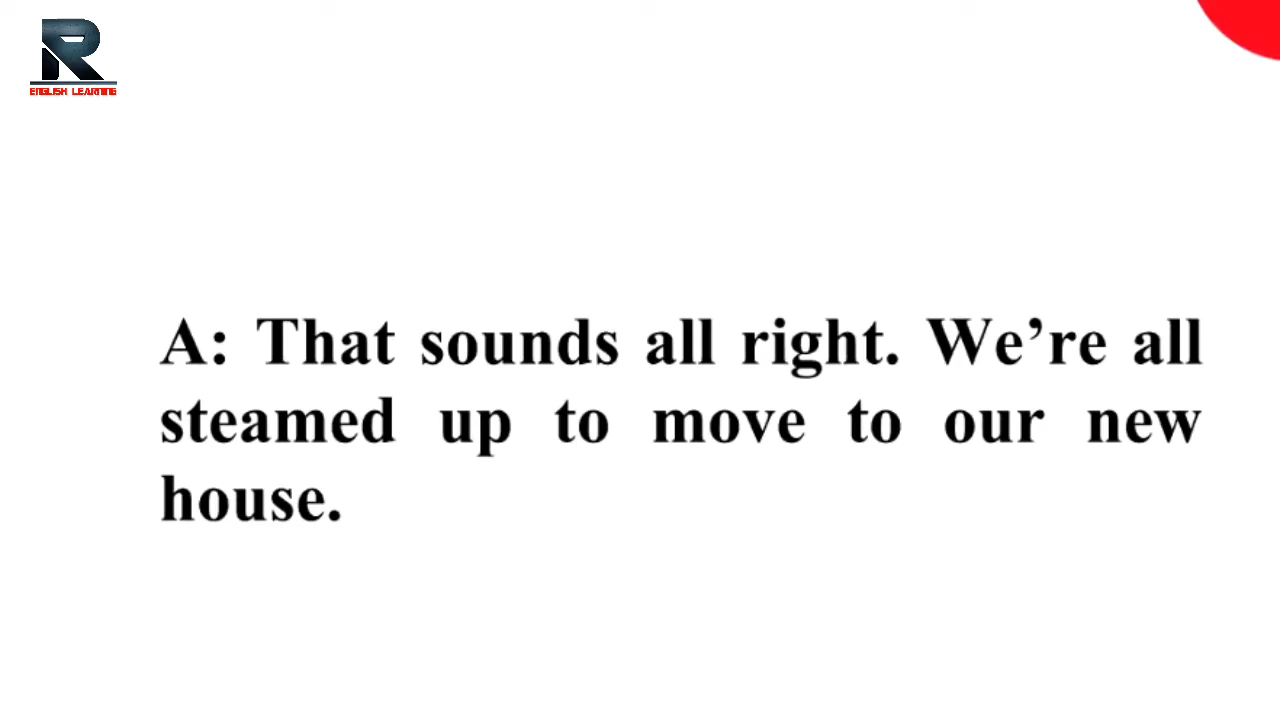 R
ENGLISH LEARNING
A: That sounds all right. We’re all
steamed up to move to our new
house.